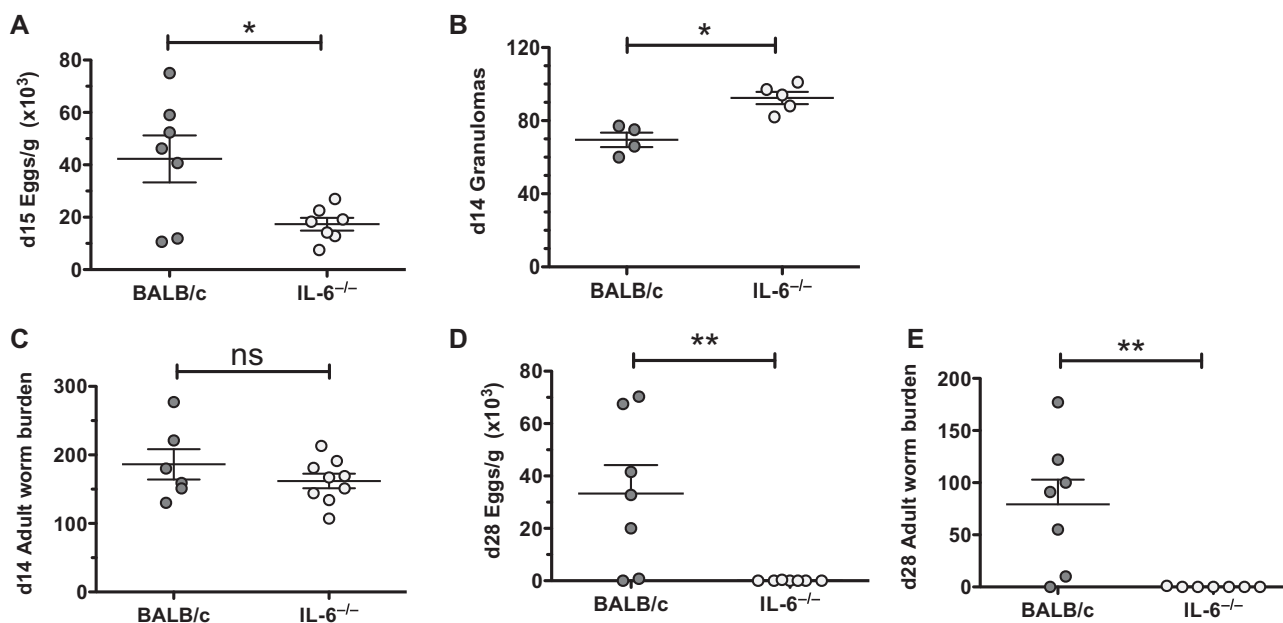 A
*
d15 Eggs/g (x10³)
80
60
40
20
0
BALB/c
IL-6⁻/⁻
B
*
d14 Granulomas
120
80
40
0
BALB/c
IL-6⁻/⁻
C
ns
d14 Adult worm burden
300
200
100
0
BALB/c
IL-6⁻/⁻
D
**
d28 Eggs/g (x10³)
80
60
40
20
0
BALB/c
IL-6⁻/⁻
E
**
d28 Adult worm burden
200
150
100
50
0
BALB/c
IL-6⁻/⁻